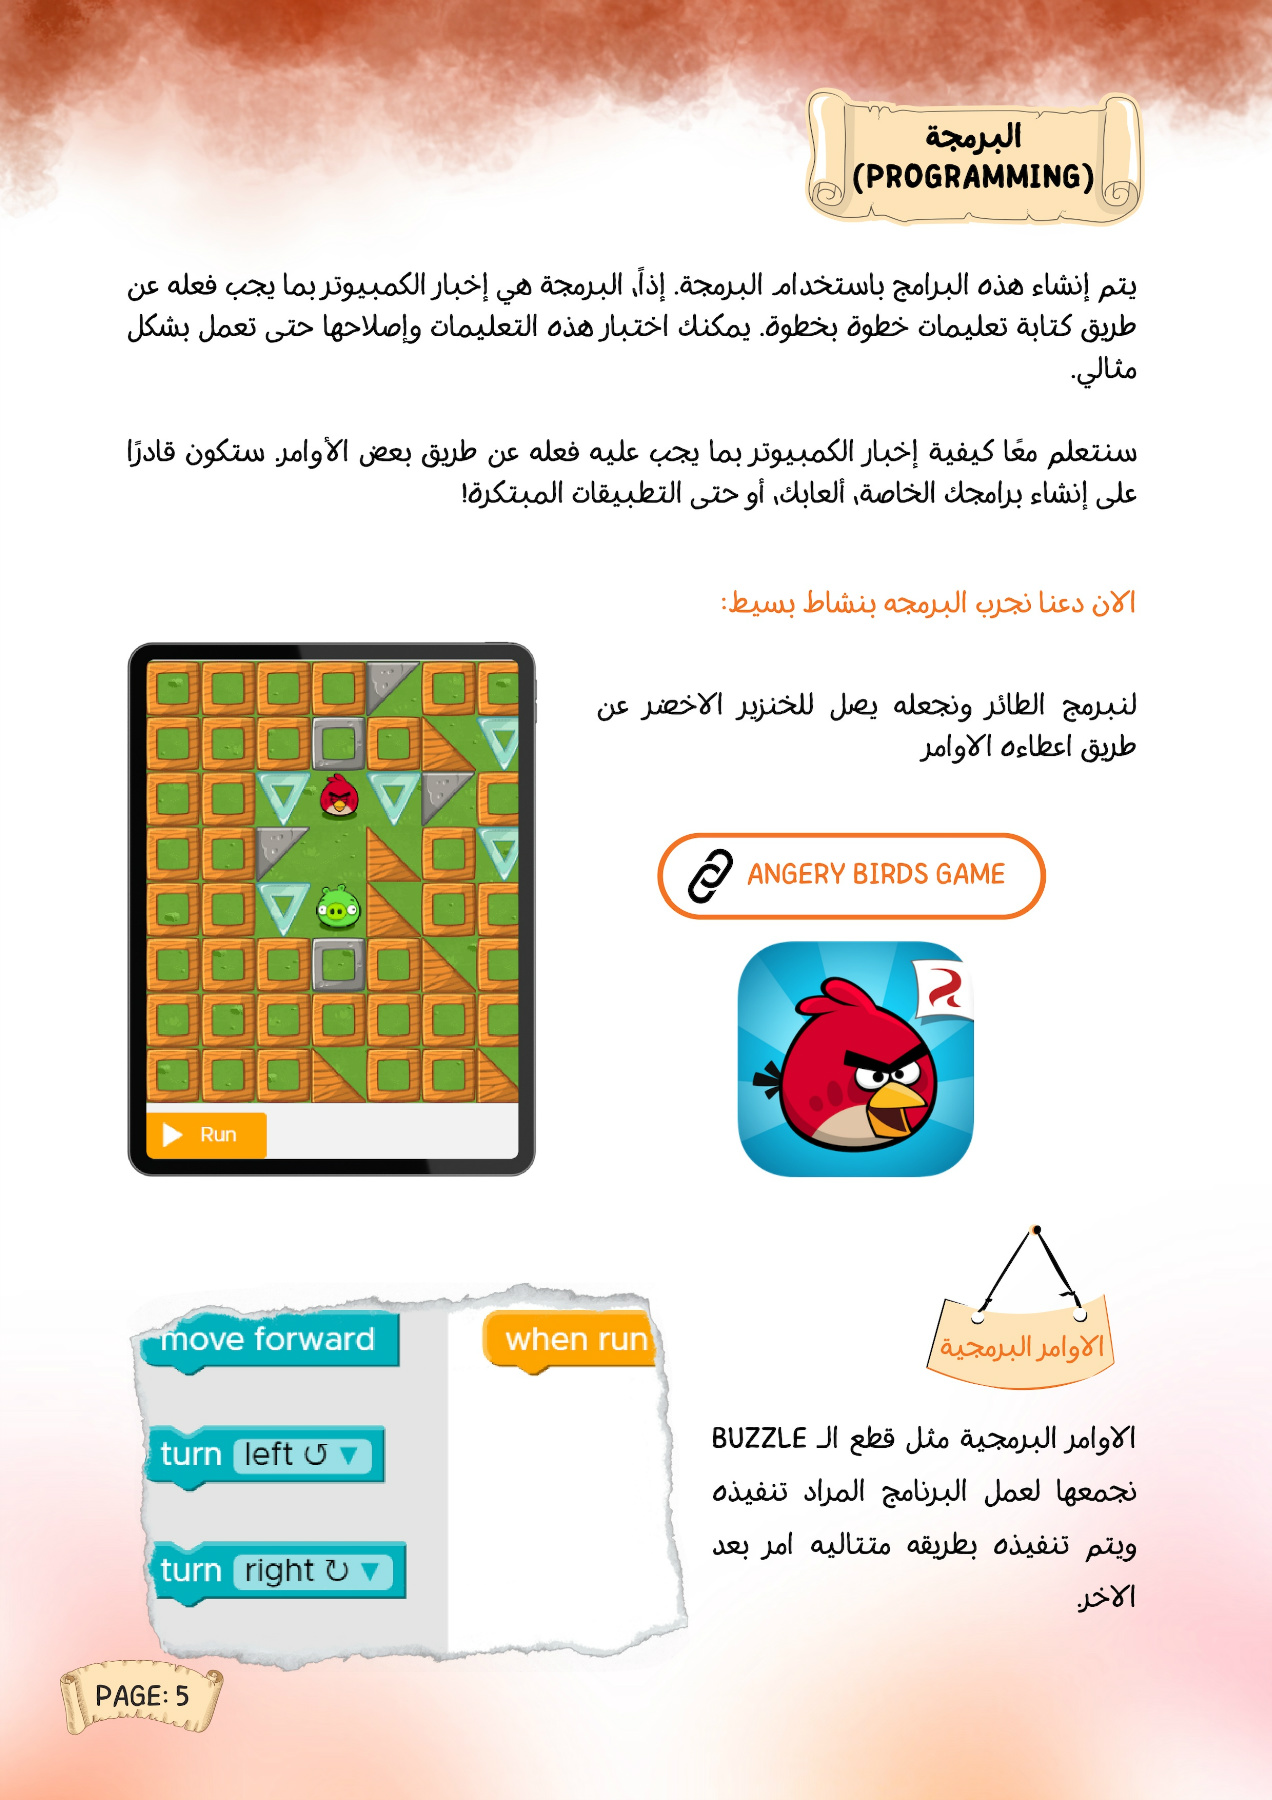 البرمجة
(PROGRAMMING)
يتم إنشاء هذه البرامج باستخدام البرمجة. إذاً، البرمجة هي إخبار الكمبيوتر بما يجب فعله عن
طريق كتابة تعليمات خطوة بخطوة. يمكنك اختبار هذه التعليمات وإصلاحها حتى تعمل بشكل
مثالي.
سنتعلم معًا كيفية إخبار الكمبيوتر بما يجب عليه فعله عن طريق بعض الأوامر. ستكون قادرًا
على إنشاء برامجك الخاصة، ألعابك، أو حتى التطبيقات المبتكرة!
الان دعنا نجرب البرمجه بنشاط بسيط:
لنبرمج الطائر ونجعله يصل للخنزير الاخضر عن
طريق اعطاءه الاوامر
ANGERY BIRDS GAME
Run
الاوامر البرمجية
الاوامر البرمجية مثل قطع الـ BUZZLE
نجمعها لعمل البرنامج المراد تنفيذه
ويتم تنفيذه بطريقه متتاليه امر بعد
الاخر.
move forward
when run
turn left ↺ ▼
turn right ↻ ▼
PAGE: 5